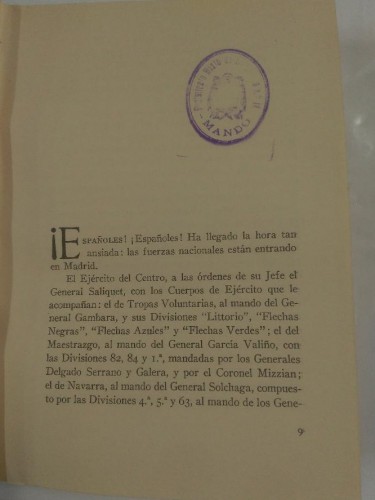 MANDO
¡ESPAÑOLES! ¡Españoles! Ha llegado la hora tan
ansiada: las fuerzas nacionales están entrando
en Madrid.
El Ejército del Centro, a las órdenes de su Jefe el
General Saliquet, con los Cuerpos de Ejército que le
acompañan: el de Tropas Voluntarias, al mando del Ge-
neral Gambara, y sus Divisiones "Littorio", "Flechas
Negras", "Flechas Azules" y "Flechas Verdes"; el del
Maestrazgo, al mando del General García Valiño, con
las Divisiones 82, 84 y 1.ª, mandadas por los Generales
Delgado Serrano y Galera, y por el Coronel Mizzian;
el de Navarra, al mando del General Solchaga, compues-
to por las Divisiones 4.ª, 5.ª y 63, al mando de los Gene-
9